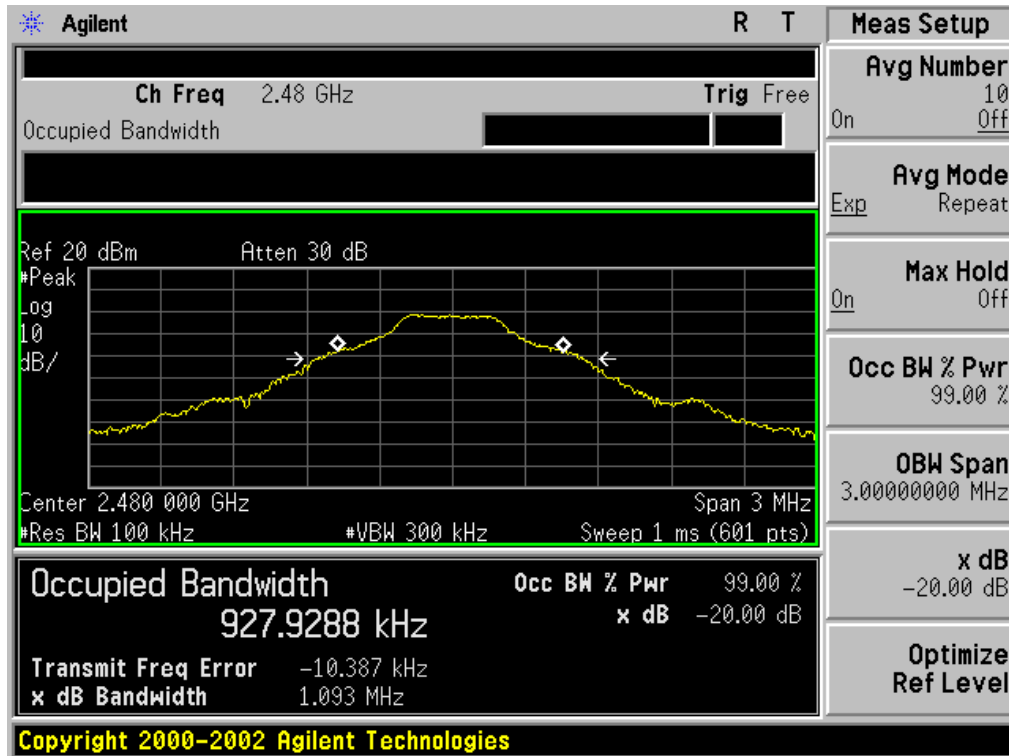 Agilent R T
Ch Freq 2.48 GHz Trig Free
Occupied Bandwidth
Ref 20 dBm Atten 30 dB
#Peak
Log
10
dB/
Center 2.480 000 GHz Span 3 MHz
#Res BW 100 kHz #VBW 300 kHz Sweep 1 ms (601 pts)
Occupied Bandwidth
927.9288 kHz
Occ BW % Pwr 99.00 %
x dB -20.00 dB
Transmit Freq Error -10.387 kHz
x dB Bandwidth 1.093 MHz
Copyright 2000-2002 Agilent Technologies
Meas Setup
Avg Number
10
On Off
Avg Mode
Exp Repeat
Max Hold
On Off
Occ BW % Pwr
99.00 %
OBW Span
3.00000000 MHz
x dB
-20.00 dB
Optimize
Ref Level